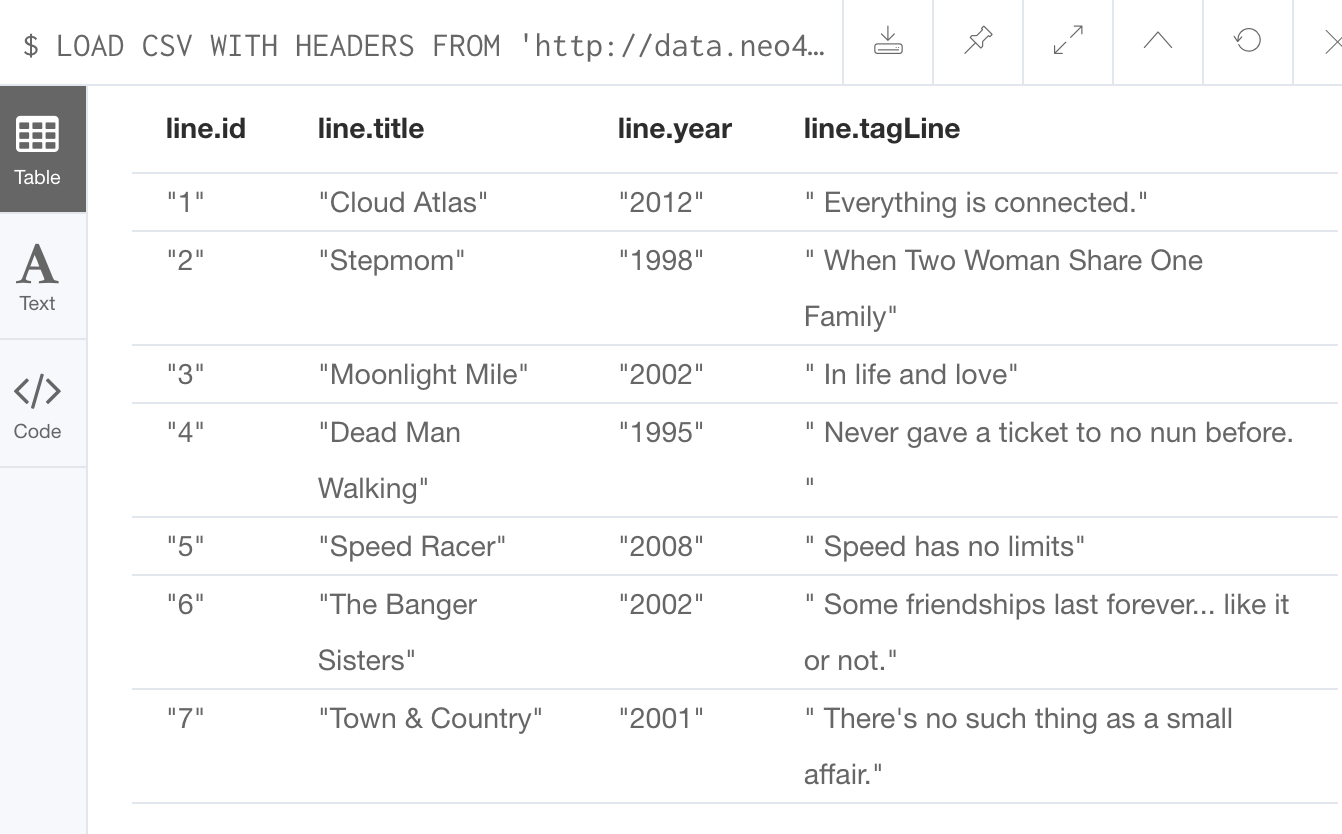 $ LOAD CSV WITH HEADERS FROM 'http://data.neo4…
Table
Text
Code
line.id line.title line.year line.tagLine
"1" "Cloud Atlas" "2012" " Everything is connected."
"2" "Stepmom" "1998" " When Two Woman Share One
Family"
"3" "Moonlight Mile" "2002" " In life and love"
"4" "Dead Man "1995" " Never gave a ticket to no nun before.
Walking" "
"5" "Speed Racer" "2008" " Speed has no limits"
"6" "The Banger "2002" " Some friendships last forever... like it
Sisters" or not."
"7" "Town & Country" "2001" " There's no such thing as a small
affair."